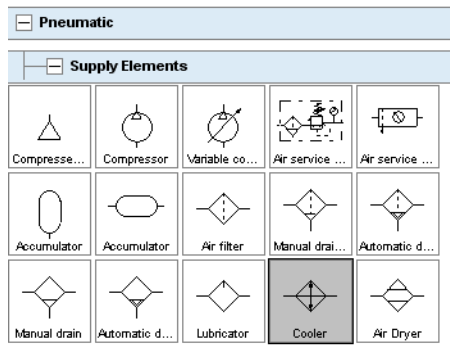 Pneumatic
Supply Elements
Compresse... Compressor Variable co... Air service ... Air service ...
Accumulator Accumulator Air filter Manual drai... Automatic d...
Manual drain Automatic d... Lubricator Cooler Air Dryer